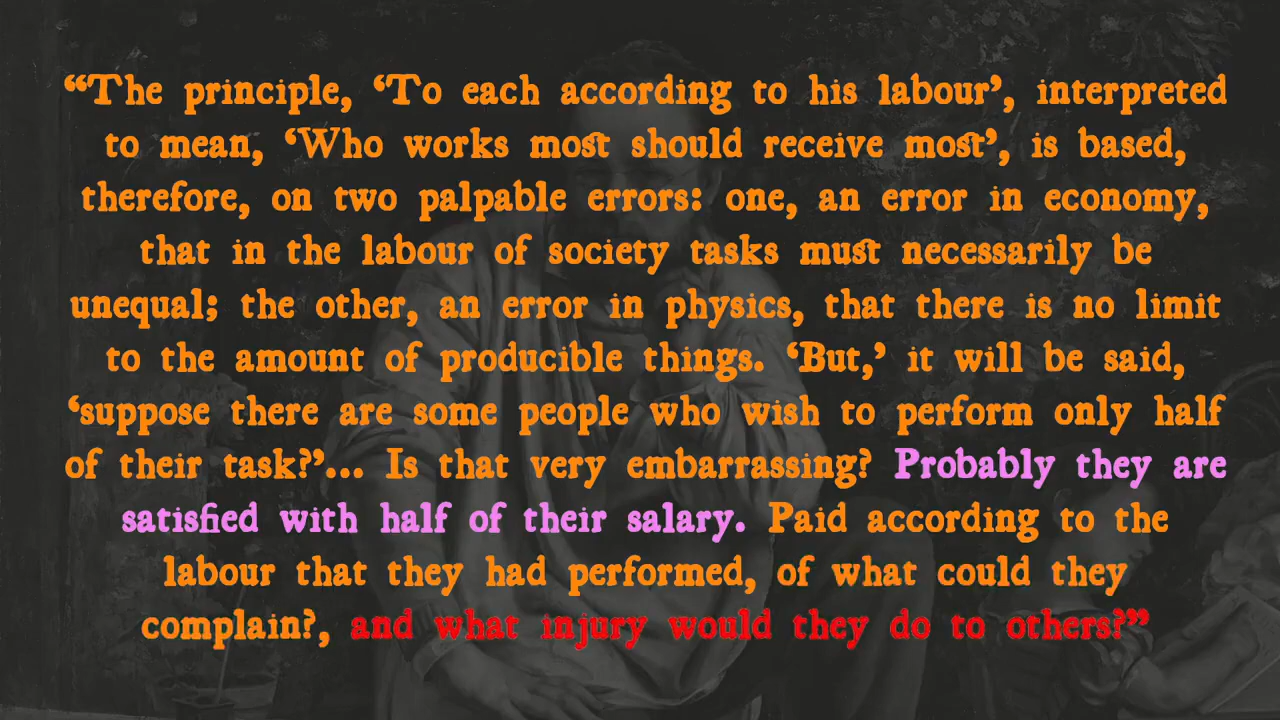 “The principle, ‘To each according to his labour’, interpreted
to mean, ‘Who works most should receive most’, is based,
therefore, on two palpable errors: one, an error in economy,
that in the labour of society tasks must necessarily be
unequal; the other, an error in physics, that there is no limit
to the amount of producible things. ‘But,’ it will be said,
‘suppose there are some people who wish to perform only half
of their task?’... Is that very embarrassing? Probably they are
satisfied with half of their salary. Paid according to the
labour that they had performed, of what could they
complain?, and what injury would they do to others?”